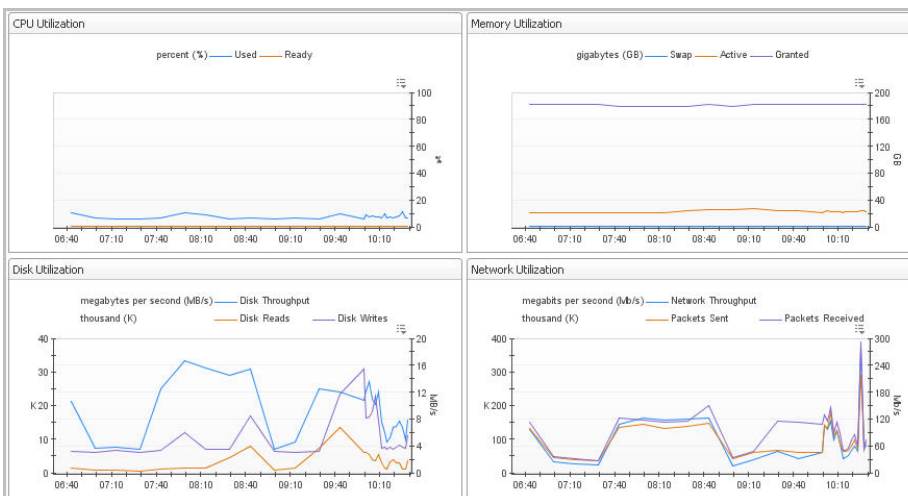 CPU Utilization
percent (%) Used Ready
100
80
60
40
20
0
%
06:40 07:10 07:40 08:10 08:40 09:10 09:40 10:10
Memory Utilization
gigabytes (GB) Swap Active Granted
200
160
120
80
40
0
GB
06:40 07:10 07:40 08:10 08:40 09:10 09:40 10:10
Disk Utilization
megabytes per second (MB/s) Disk Throughput
thousand (K) Disk Reads Disk Writes
40
30
K 20
10
0
20
16
12
8
4
0
MB/s
06:40 07:10 07:40 08:10 08:40 09:10 09:40 10:10
Network Utilization
megabits per second (Mb/s) Network Throughput
thousand (K) Packets Sent Packets Received
400
300
K 200
100
0
300
240
180
120
60
0
Mb/s
06:40 07:10 07:40 08:10 08:40 09:10 09:40 10:10